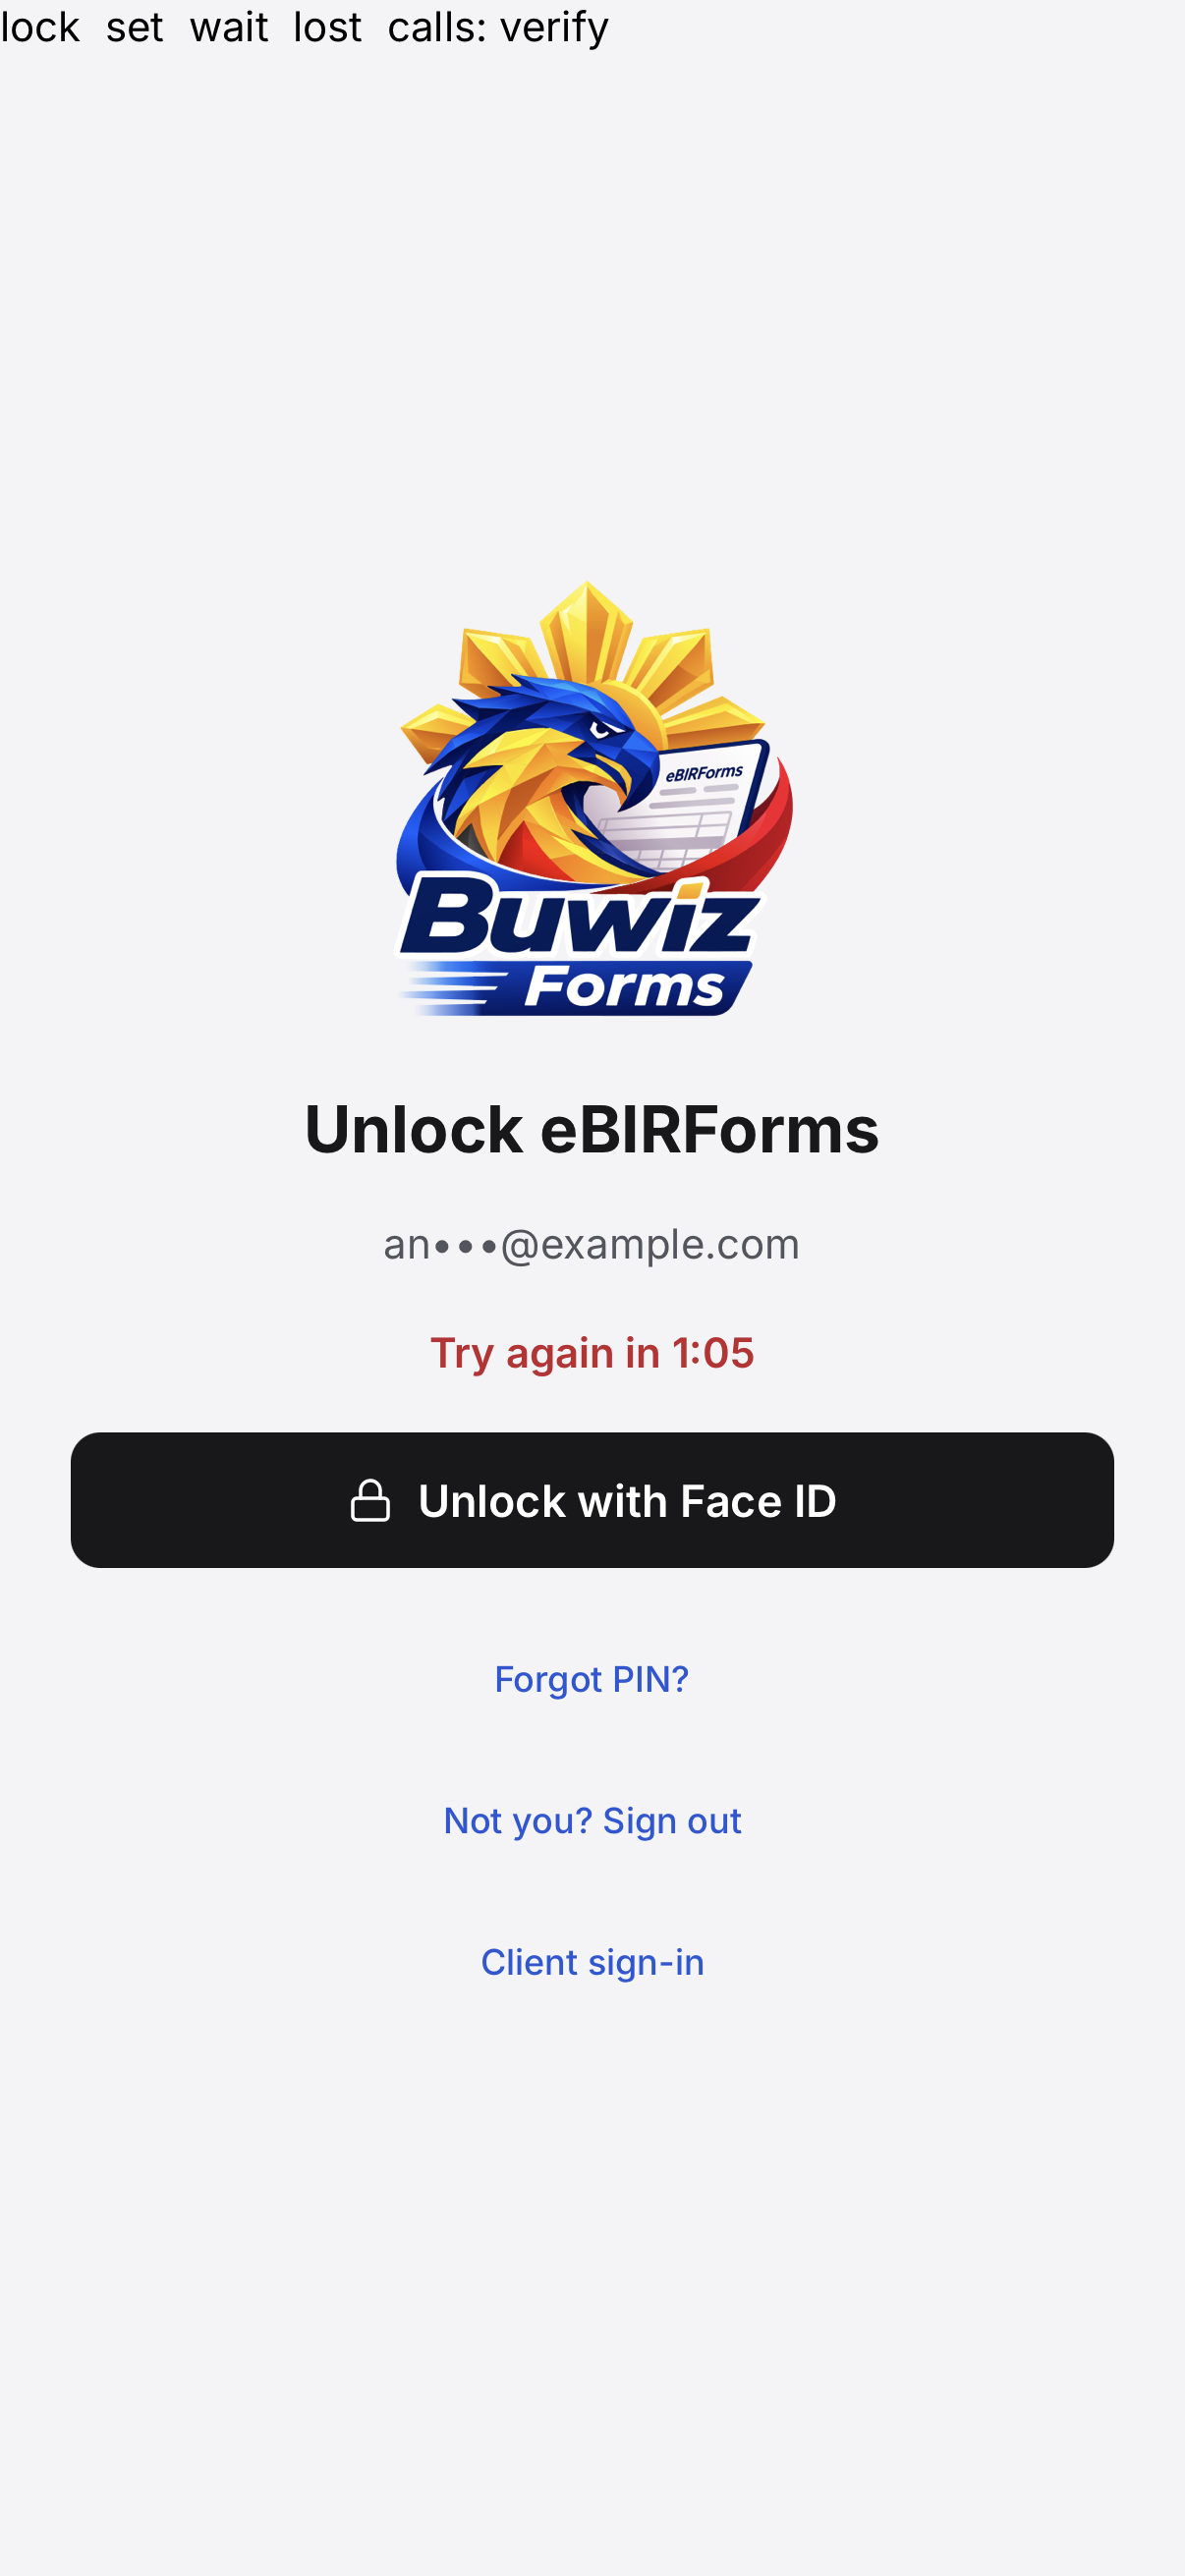 lock set wait lost calls: verify
eBIRForms
Buwiz
Forms
Unlock eBIRForms
an•••@example.com
Try again in 1:05
Unlock with Face ID
Forgot PIN?
Not you? Sign out
Client sign-in